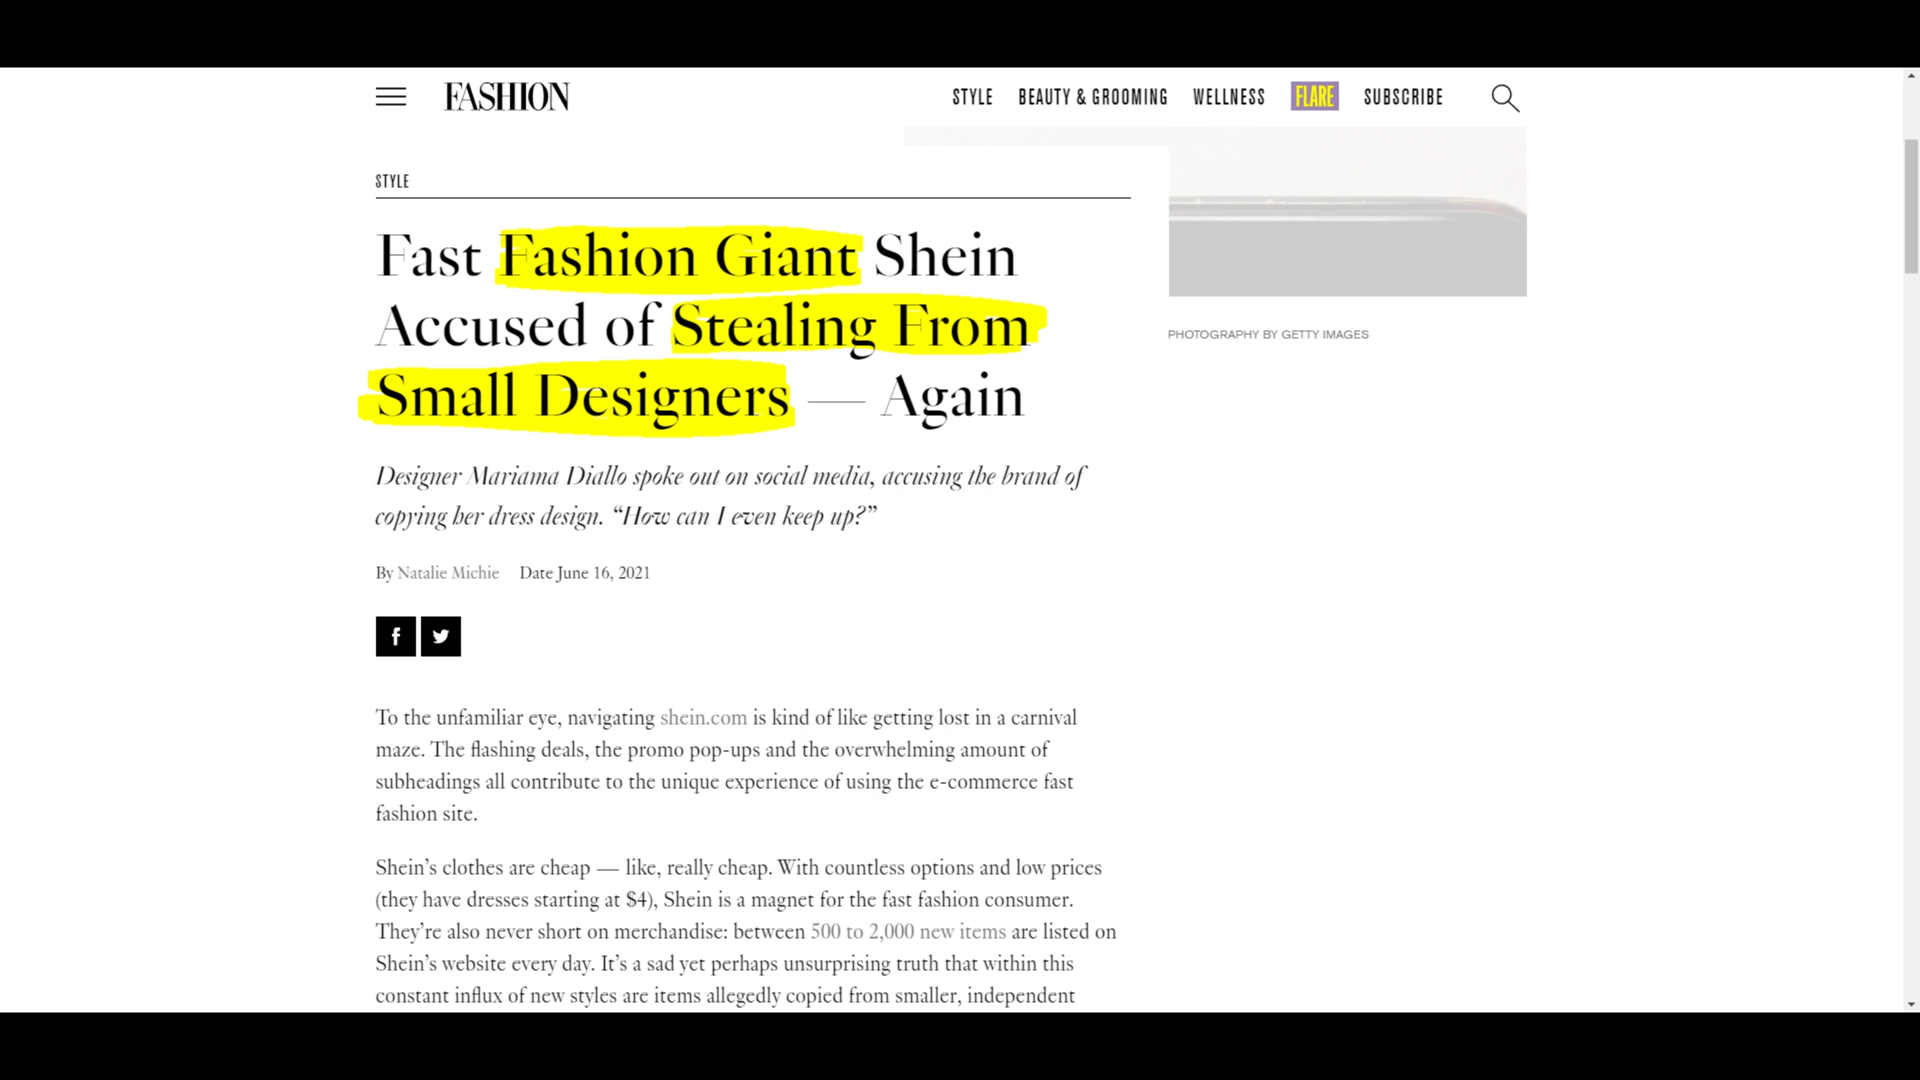 FASHION
STYLE BEAUTY & GROOMING WELLNESS FLARE SUBSCRIBE
STYLE
Fast Fashion Giant Shein
Accused of Stealing From
Small Designers — Again
PHOTOGRAPHY BY GETTY IMAGES
Designer Mariama Diallo spoke out on social media, accusing the brand of
copying her dress design. “How can I even keep up?”
By Natalie Michie Date June 16, 2021
To the unfamiliar eye, navigating shein.com is kind of like getting lost in a carnival
maze. The flashing deals, the promo pop-ups and the overwhelming amount of
subheadings all contribute to the unique experience of using the e-commerce fast
fashion site.
Shein’s clothes are cheap — like, really cheap. With countless options and low prices
(they have dresses starting at $4), Shein is a magnet for the fast fashion consumer.
They’re also never short on merchandise: between 500 to 2,000 new items are listed on
Shein’s website every day. It’s a sad yet perhaps unsurprising truth that within this
constant influx of new styles are items allegedly copied from smaller, independent